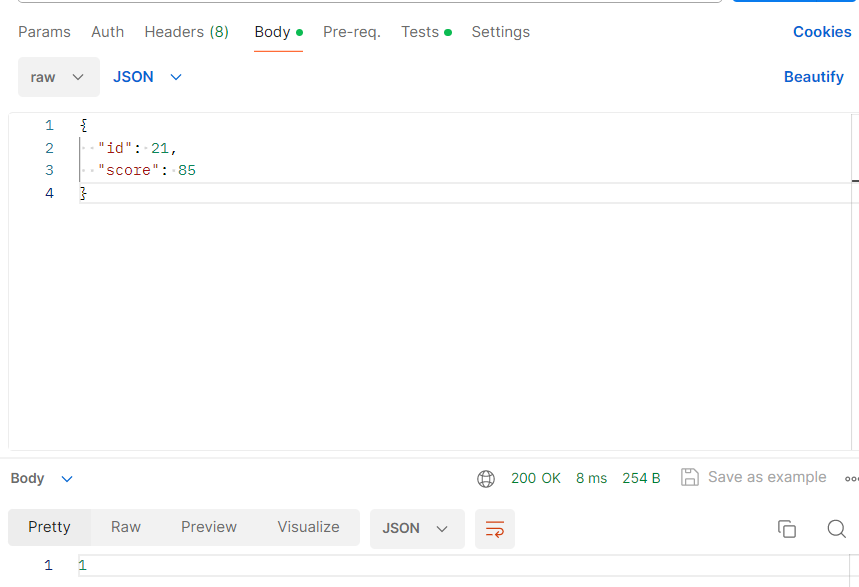 Params Auth Headers (8) Body Pre-req. Tests Settings Cookies
raw JSON Beautify
1 {
2 "id": 21,
3 "score": 85
4 }
Body 200 OK 8 ms 254 B Save as example
Pretty Raw Preview Visualize JSON
1 1